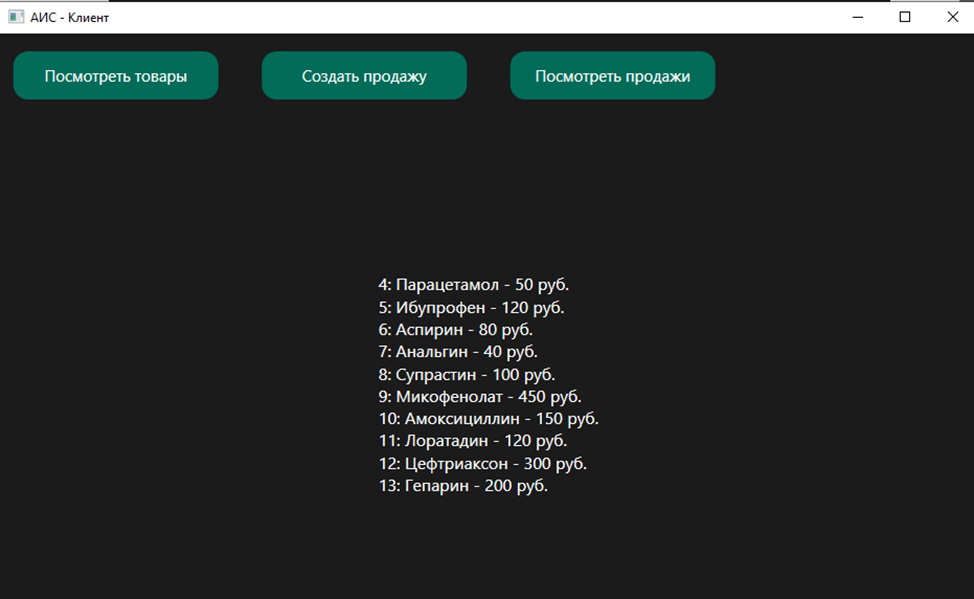 АИС - Клиент
Посмотреть товары
Создать продажу
Посмотреть продажи
4: Парацетамол - 50 руб.
5: Ибупрофен - 120 руб.
6: Аспирин - 80 руб.
7: Анальгин - 40 руб.
8: Супрастин - 100 руб.
9: Микофенолат - 450 руб.
10: Амоксициллин - 150 руб.
11: Лоратадин - 120 руб.
12: Цефтриаксон - 300 руб.
13: Гепарин - 200 руб.